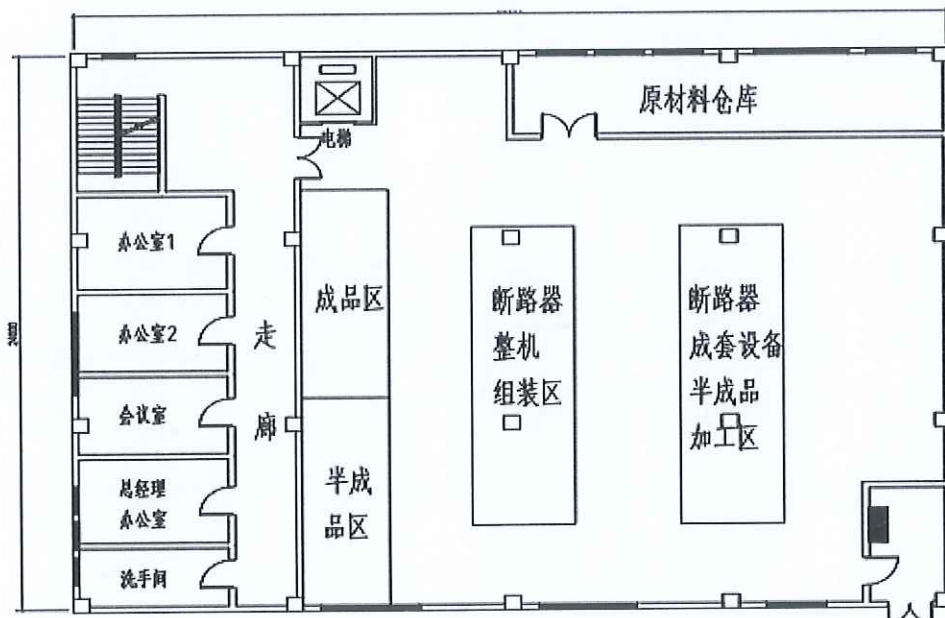 原材料仓库
电梯
办公室1
成品区
断路器
整机
组装区
断路器
成套设备
半成品
加工区
办公室2
走
廊
会议室
总经理
办公室
半成
品区
洗手间